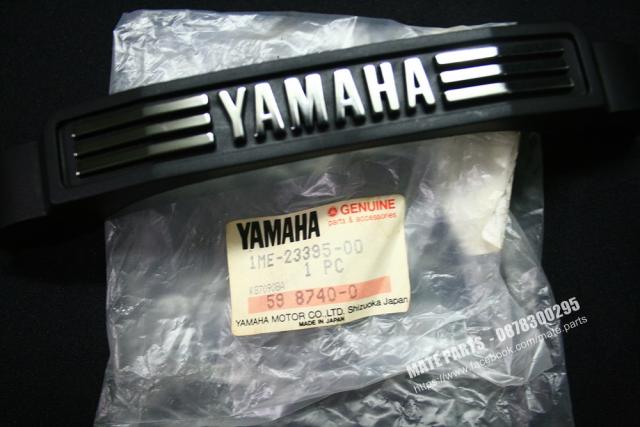 YAMAHA
GENUINE
parts & accessories
YAMAHA
1ME-23395-00
1 PC
K87090BA
59 8740-0
YAMAHA MOTOR CO.,LTD. Shizuoka Japan
MADE IN JAPAN
MATE PARTS - 0878300295
https://www.facebook.com/mate.parts